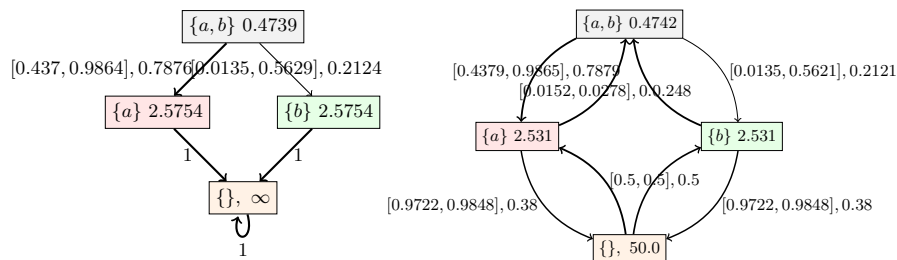 {a, b} 0.4739
[0.437, 0.9864], 0.7876
[0.0135, 0.5629], 0.2124
{a} 2.5754
{b} 2.5754
1
1
{}, ∞
1
{a, b} 0.4742
[0.4379, 0.9865], 0.7879
[0.0135, 0.5621], 0.2121
[0.0152, 0.0278], 0.0.248
{a} 2.531
{b} 2.531
[0.5, 0.5], 0.5
[0.9722, 0.9848], 0.38
[0.9722, 0.9848], 0.38
{}, 50.0